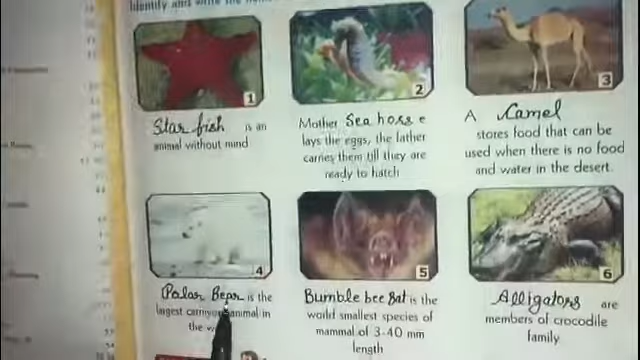 Identify and write the
1
Star fish is an
animal without mind
2
Mother Sea horse
lays the eggs, the father
carries them till they are
ready to hatch
3
A Camel
stores food that can be
used when there is no food
and water in the desert.
4
Polar Bear is the
largest carnivorous animal in
the
5
Bumble bee Bat is the
world smallest species of
mammal of 3-40 mm
length
6
Alligators are
members of crocodile
family.